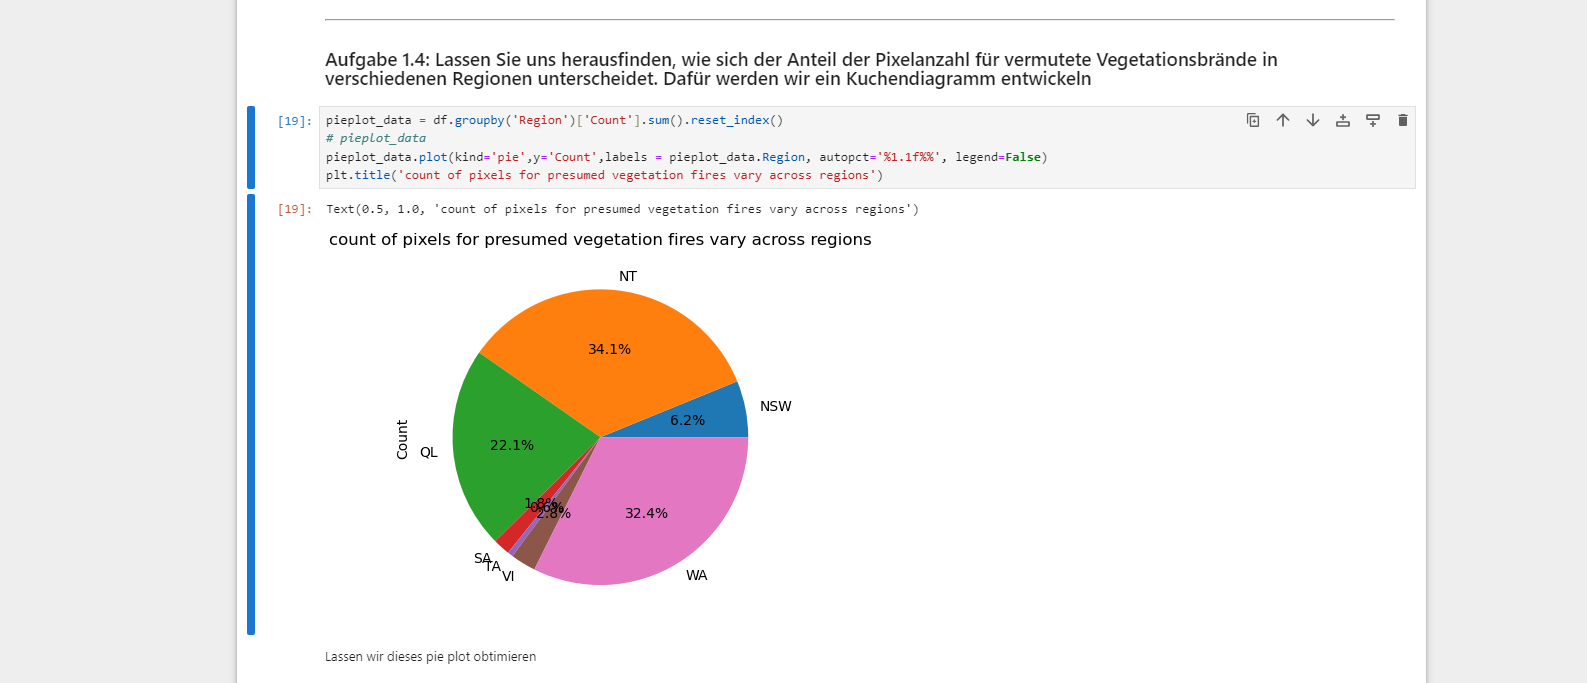 Aufgabe 1.4: Lassen Sie uns herausfinden, wie sich der Anteil der Pixelanzahl für vermutete Vegetationsbrände in
verschiedenen Regionen unterscheidet. Dafür werden wir ein Kuchendiagramm entwickeln
[19]:
pieplot_data = df.groupby('Region')['Count'].sum().reset_index()
# pieplot_data
pieplot_data.plot(kind='pie',y='Count',labels = pieplot_data.Region, autopct='%1.1f%%', legend=False)
plt.title('count of pixels for presumed vegetation fires vary across regions')
[19]:
Text(0.5, 1.0, 'count of pixels for presumed vegetation fires vary across regions')
count of pixels for presumed vegetation fires vary across regions
NT
34.1%
NSW
6.2%
Count
QL
22.1%
1.8%
0.6%
2.8%
32.4%
SA
TA
VI
WA
Lassen wir dieses pie plot obtimieren